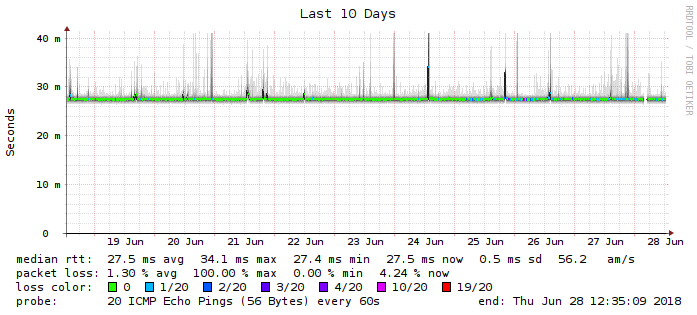 Last 10 Days
RRDTOOL / TOBI OETIKER
Seconds
40 m
30 m
20 m
10 m
0
19 Jun 20 Jun 21 Jun 22 Jun 23 Jun 24 Jun 25 Jun 26 Jun 27 Jun 28 Jun
median rtt: 27.5 ms avg 34.1 ms max 27.4 ms min 27.5 ms now 0.5 ms sd 56.2 am/s
packet loss: 1.30 % avg 100.00 % max 0.00 % min 4.24 % now
loss color: 0 1/20 2/20 3/20 4/20 10/20 19/20
probe: 20 ICMP Echo Pings (56 Bytes) every 60s end: Thu Jun 28 12:35:09 2018